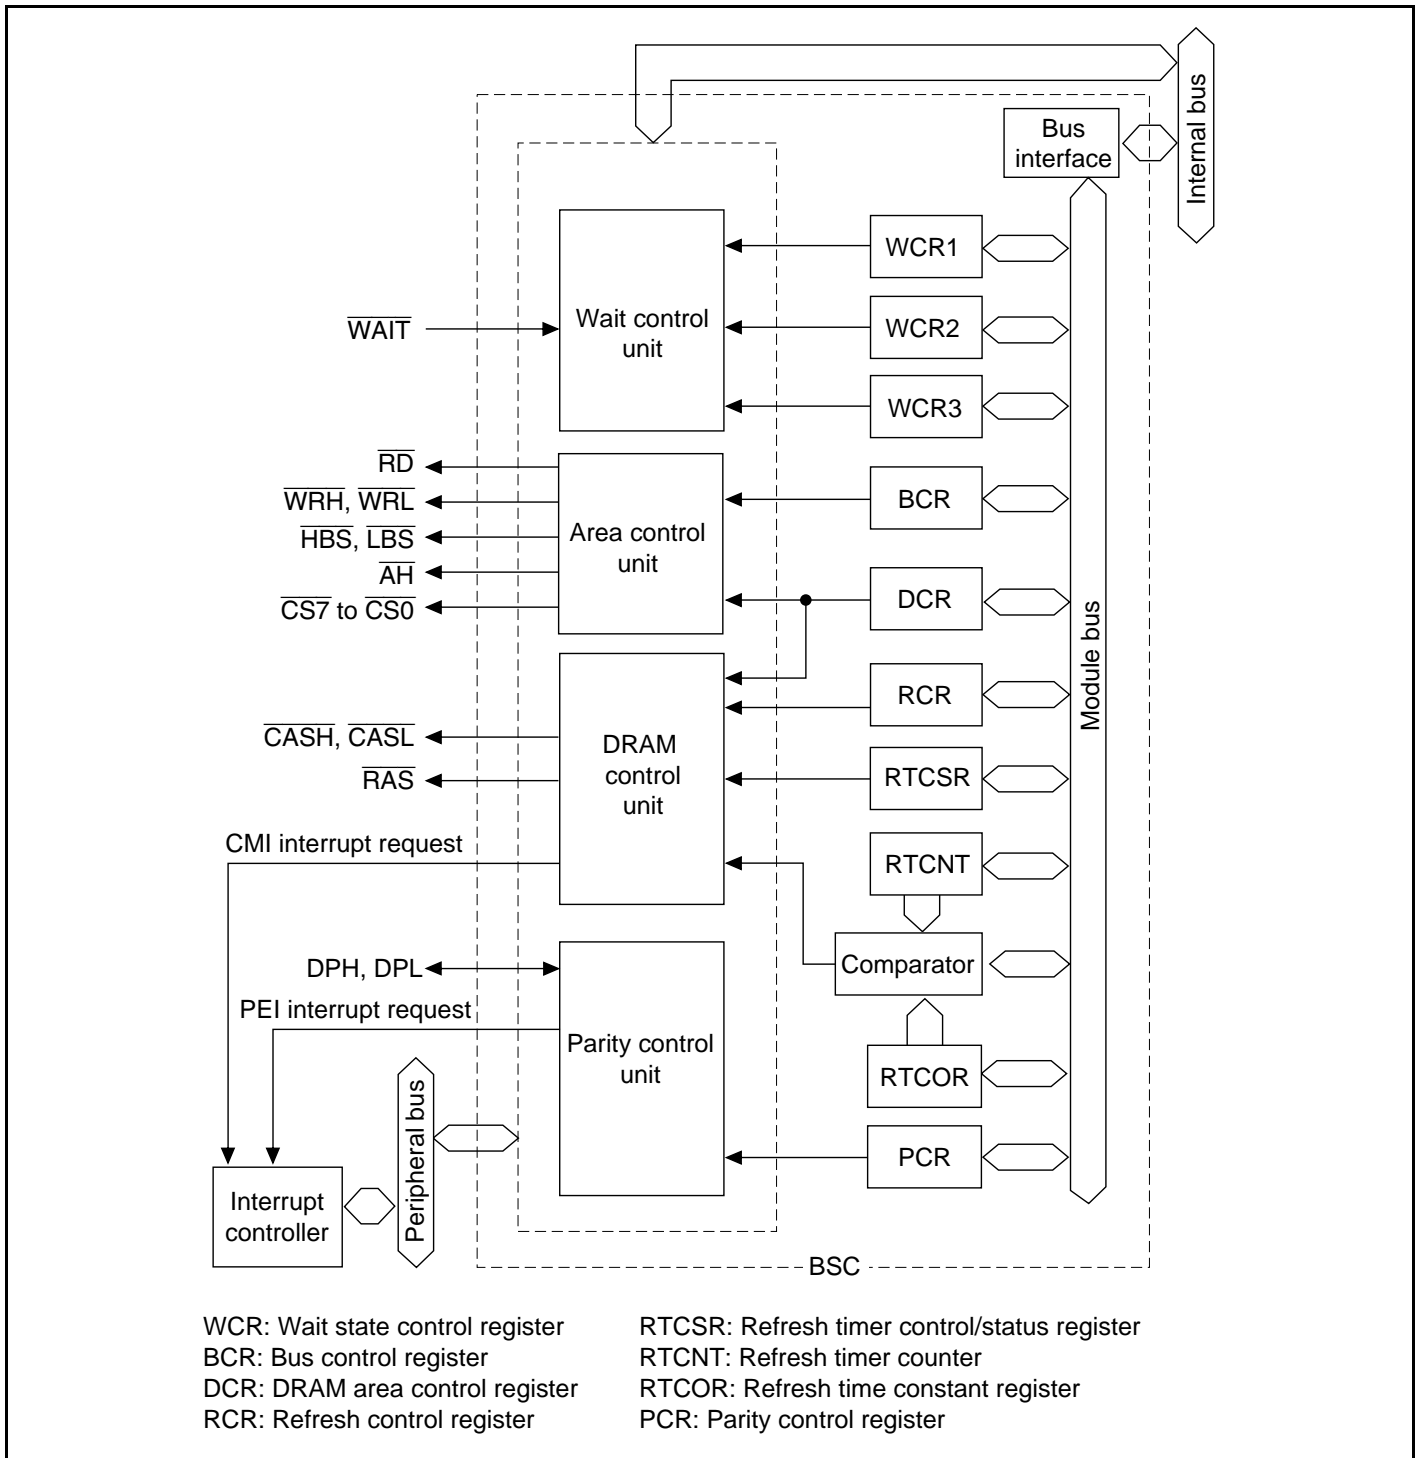 Internal bus
Bus
interface
WCR1
WAIT
Wait control
unit
WCR2
WCR3
RD
WRH, WRL
HBS, LBS
AH
CS7 to CS0
Area control
unit
BCR
DCR
Module bus
RCR
CASH, CASL
RAS
DRAM
control
unit
RTCSR
CMI interrupt request
RTCNT
DPH, DPL
Comparator
PEI interrupt request
Parity control
unit
RTCOR
Peripheral bus
PCR
Interrupt
controller
BSC
WCR: Wait state control register
BCR: Bus control register
DCR: DRAM area control register
RCR: Refresh control register
RTCSR: Refresh timer control/status register
RTCNT: Refresh timer counter
RTCOR: Refresh time constant register
PCR: Parity control register